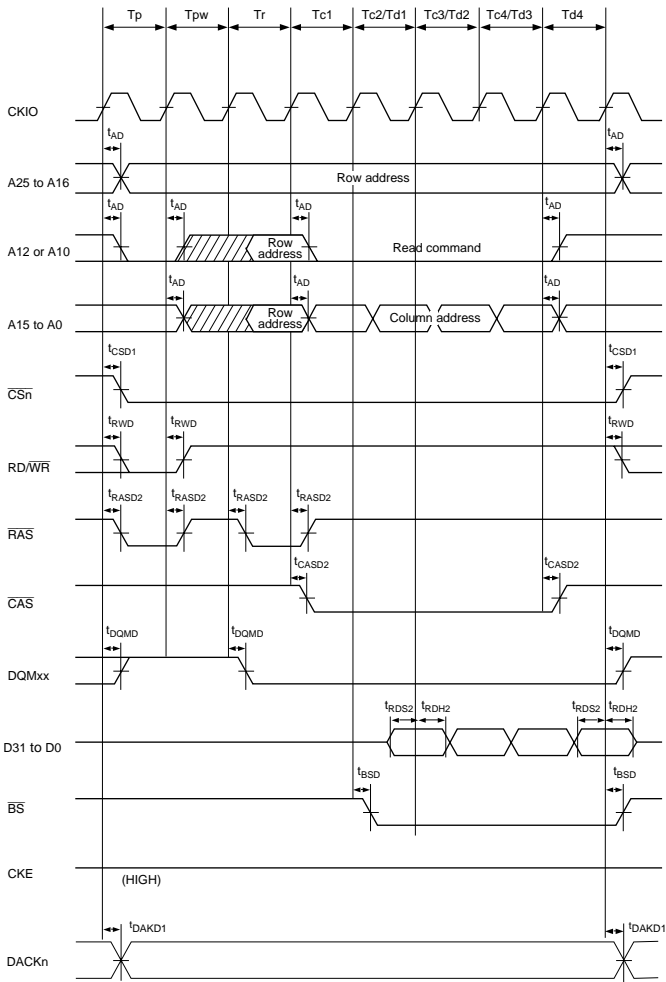 Tp Tpw Tr Tc1 Tc2/Td1 Tc3/Td2 Tc4/Td3 Td4
CKIO
tAD tAD
A25 to A16 Row address
tAD tAD tAD tAD
A12 or A10 Row address Read command
tAD tAD tAD
A15 to A0 Row address Column address
tCSD1 tCSD1
CSn
tRWD tRWD tRWD
RD/WR
tRASD2 tRASD2 tRASD2 tRASD2
RAS
tCASD2 tCASD2
CAS
tDQMD tDQMD tDQMD
DQMxx
tRDS2 tRDH2 tRDS2 tRDH2
D31 to D0
tBSD tBSD
BS
CKE
(HIGH)
tDAKD1 tDAKD1
DACKn